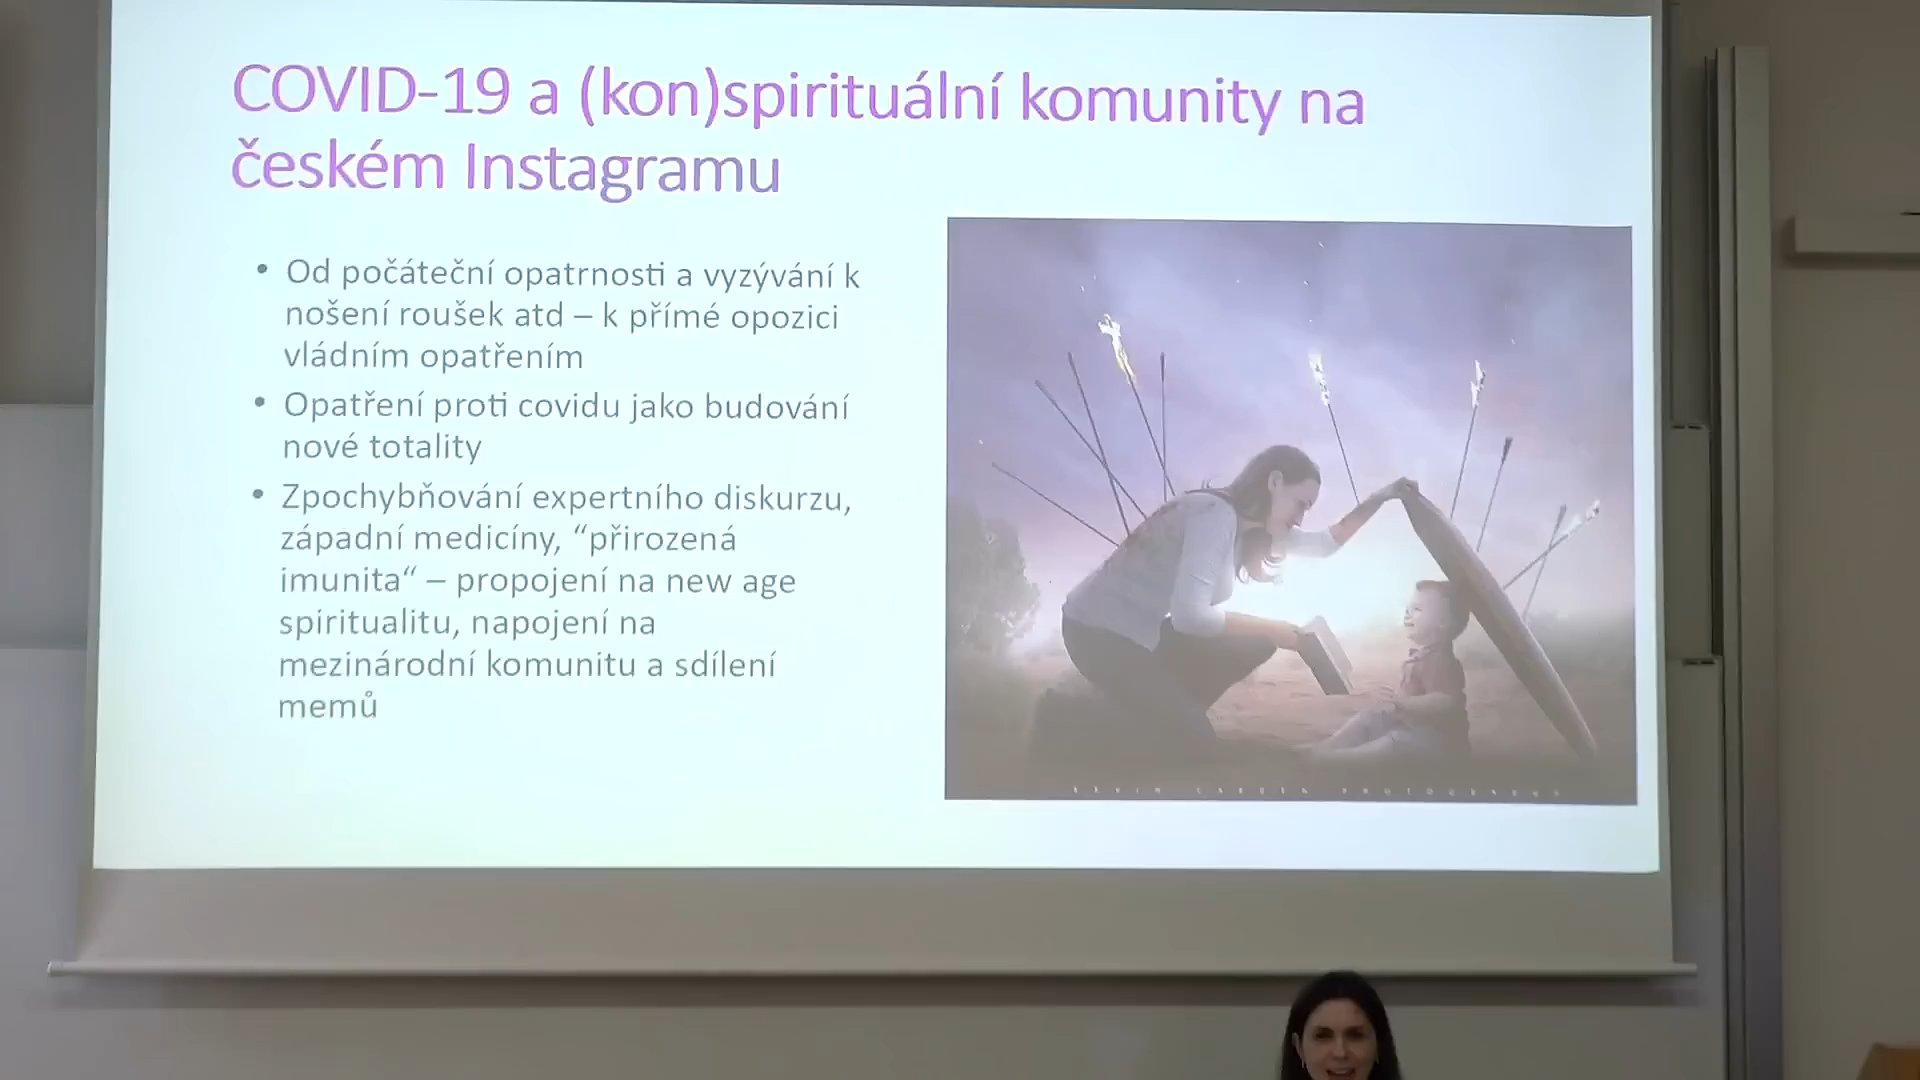 COVID-19 a (kon)spirituální komunity na
českém Instagramu
• Od počáteční opatrnosti a vyzývání k
nošení roušek atd – k přímé opozici
vládním opatřením
• Opatření proti covidu jako budování
nové totality
• Zpochybňování expertního diskurzu,
západní medicíny, “přirozená
imunita“ – propojení na new age
spiritualitu, napojení na
mezinárodní komunitu a sdílení
memů